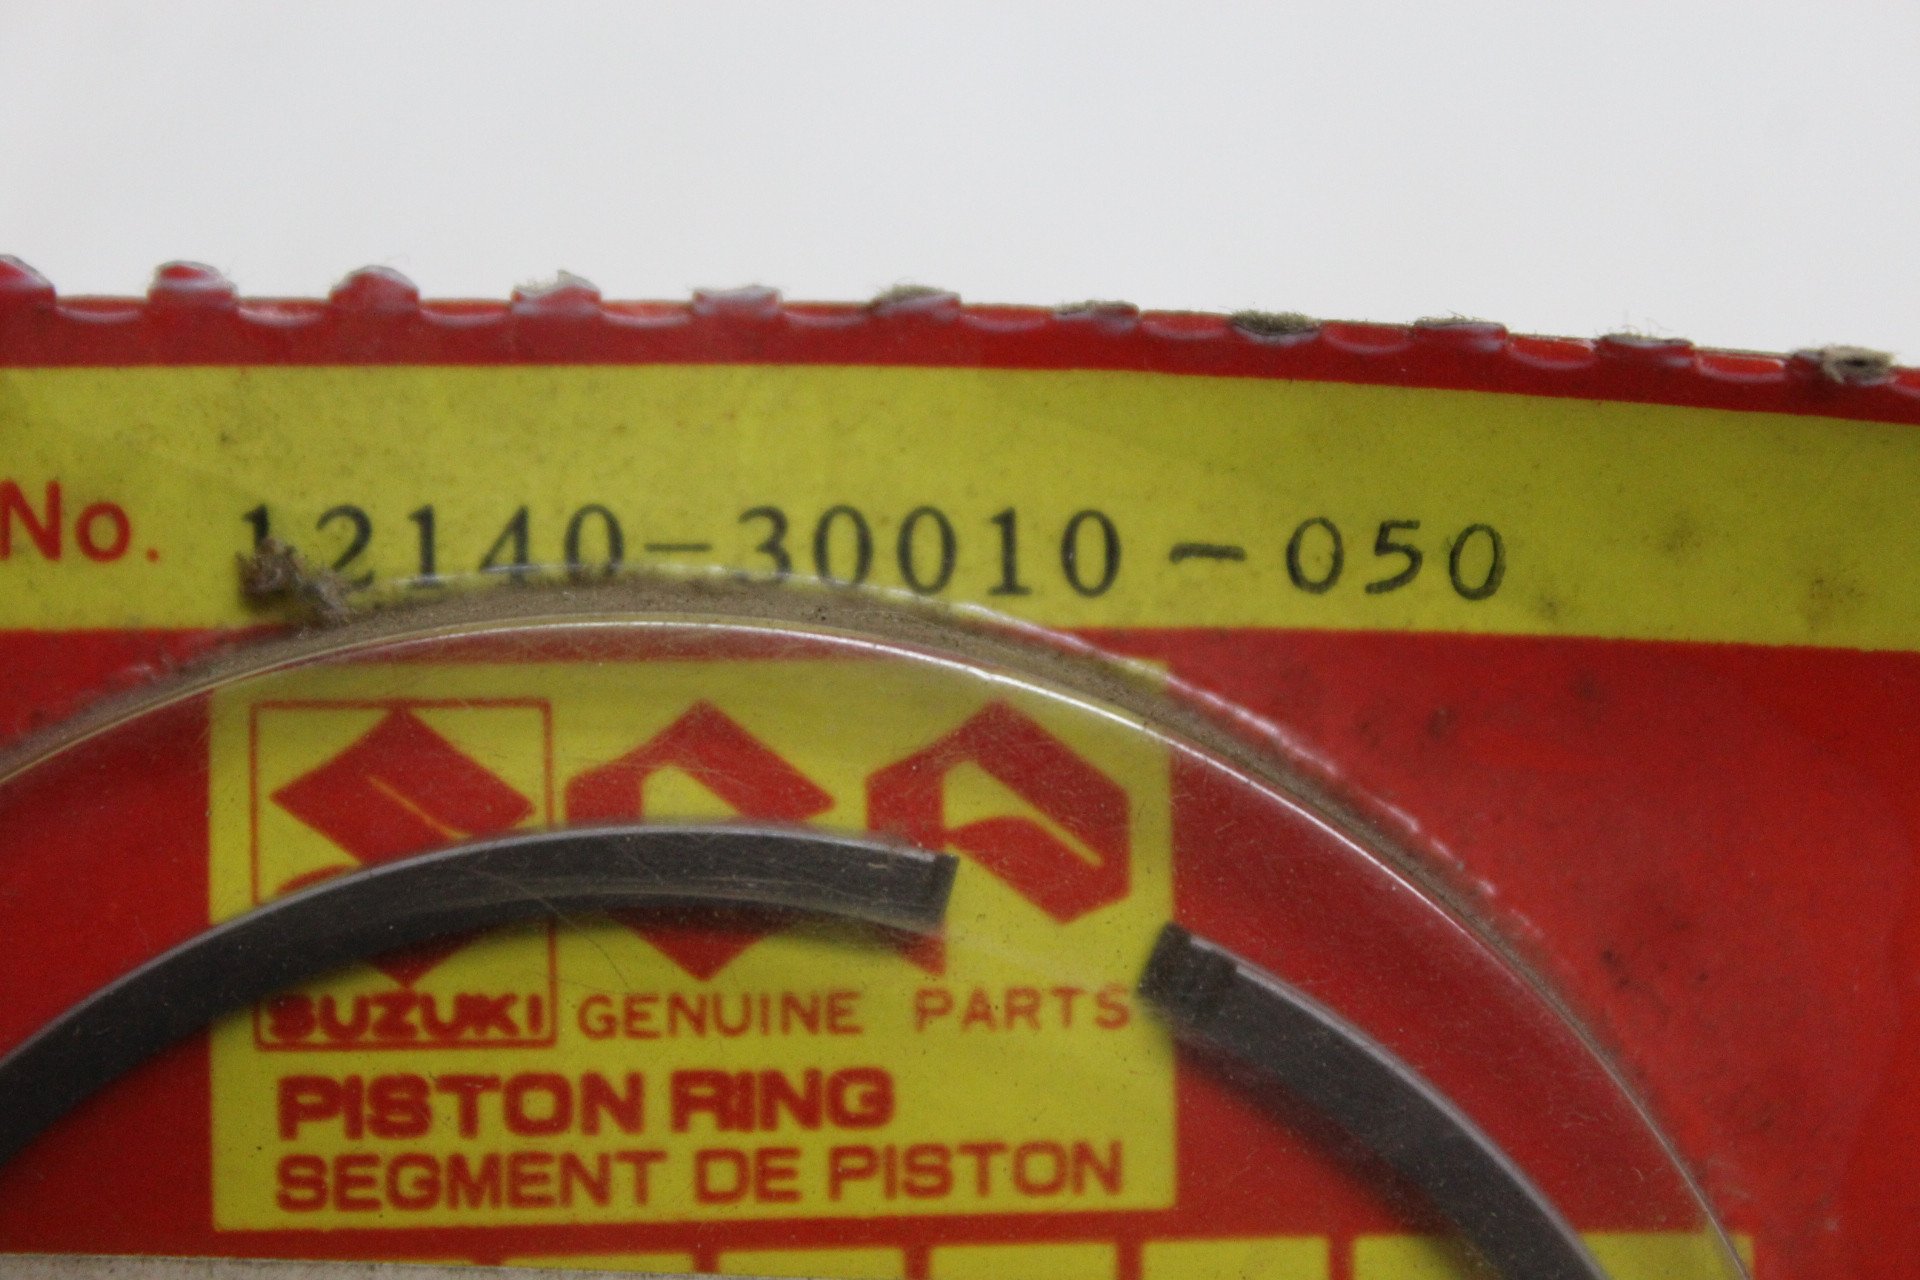 No. 12140-30010-050
SUZUKI GENUINE PARTS
PISTON RING
SEGMENT DE PISTON